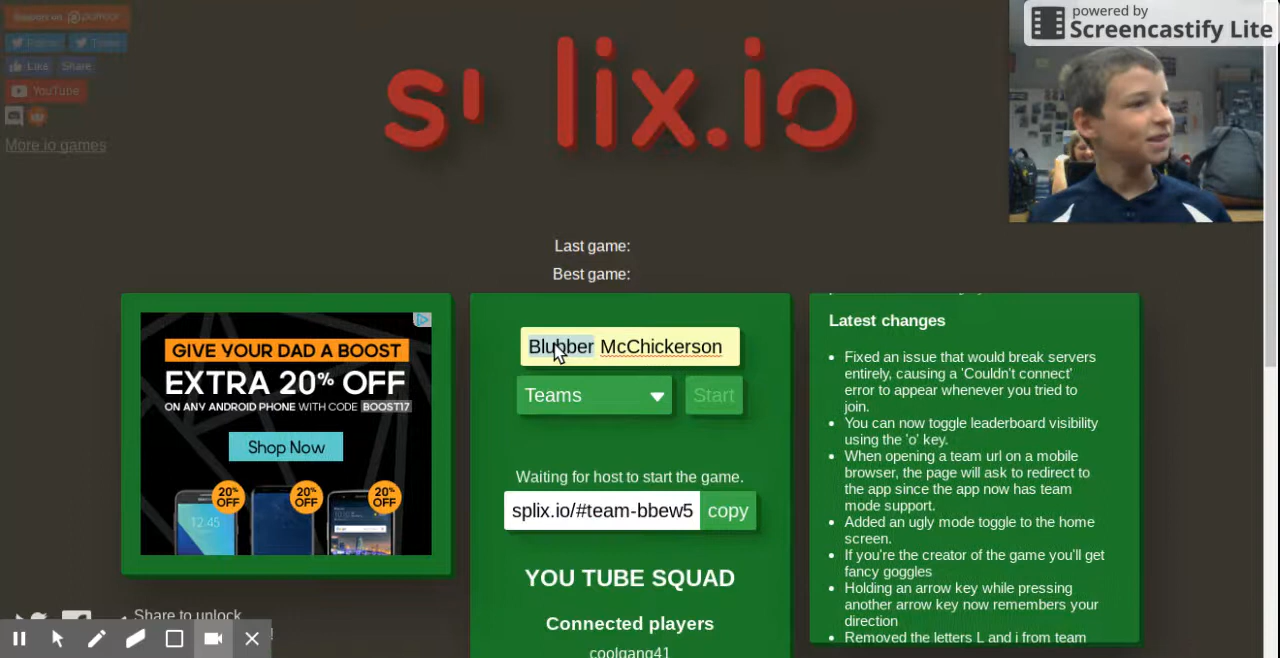 Support on
Follow
Tweet
Like
Share
YouTube
More io games
s lix.io
powered by
Screencastify Lite
Last game:
Best game:
GIVE YOUR DAD A BOOST
EXTRA 20% OFF
ON ANY ANDROID PHONE WITH CODE BOOST17
Shop Now
20%
OFF
20%
OFF
20%
OFF
12:45
Blubber McChickerson
Teams
Start
Waiting for host to start the game.
splix.io/#team-bbew5
copy
YOU TUBE SQUAD
Connected players
coolgang41
Latest changes
Fixed an issue that would break servers
entirely, causing a 'Couldn't connect'
error to appear whenever you tried to
join.
You can now toggle leaderboard visibility
using the 'o' key.
When opening a team url on a mobile
browser, the page will ask to redirect to
the app since the app now has team
mode support.
Added an ugly mode toggle to the home
screen.
If you're the creator of the game you'll get
fancy goggles
Holding an arrow key while pressing
another arrow key now remembers your
direction
Removed the letters L and i from team
Share to unlock